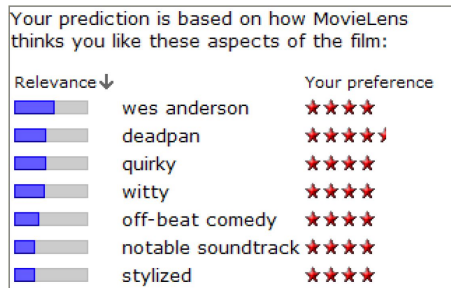 Your prediction is based on how MovieLens
thinks you like these aspects of the film:
Relevance Your preference
wes anderson
deadpan
quirky
witty
off-beat comedy
notable soundtrack
stylized